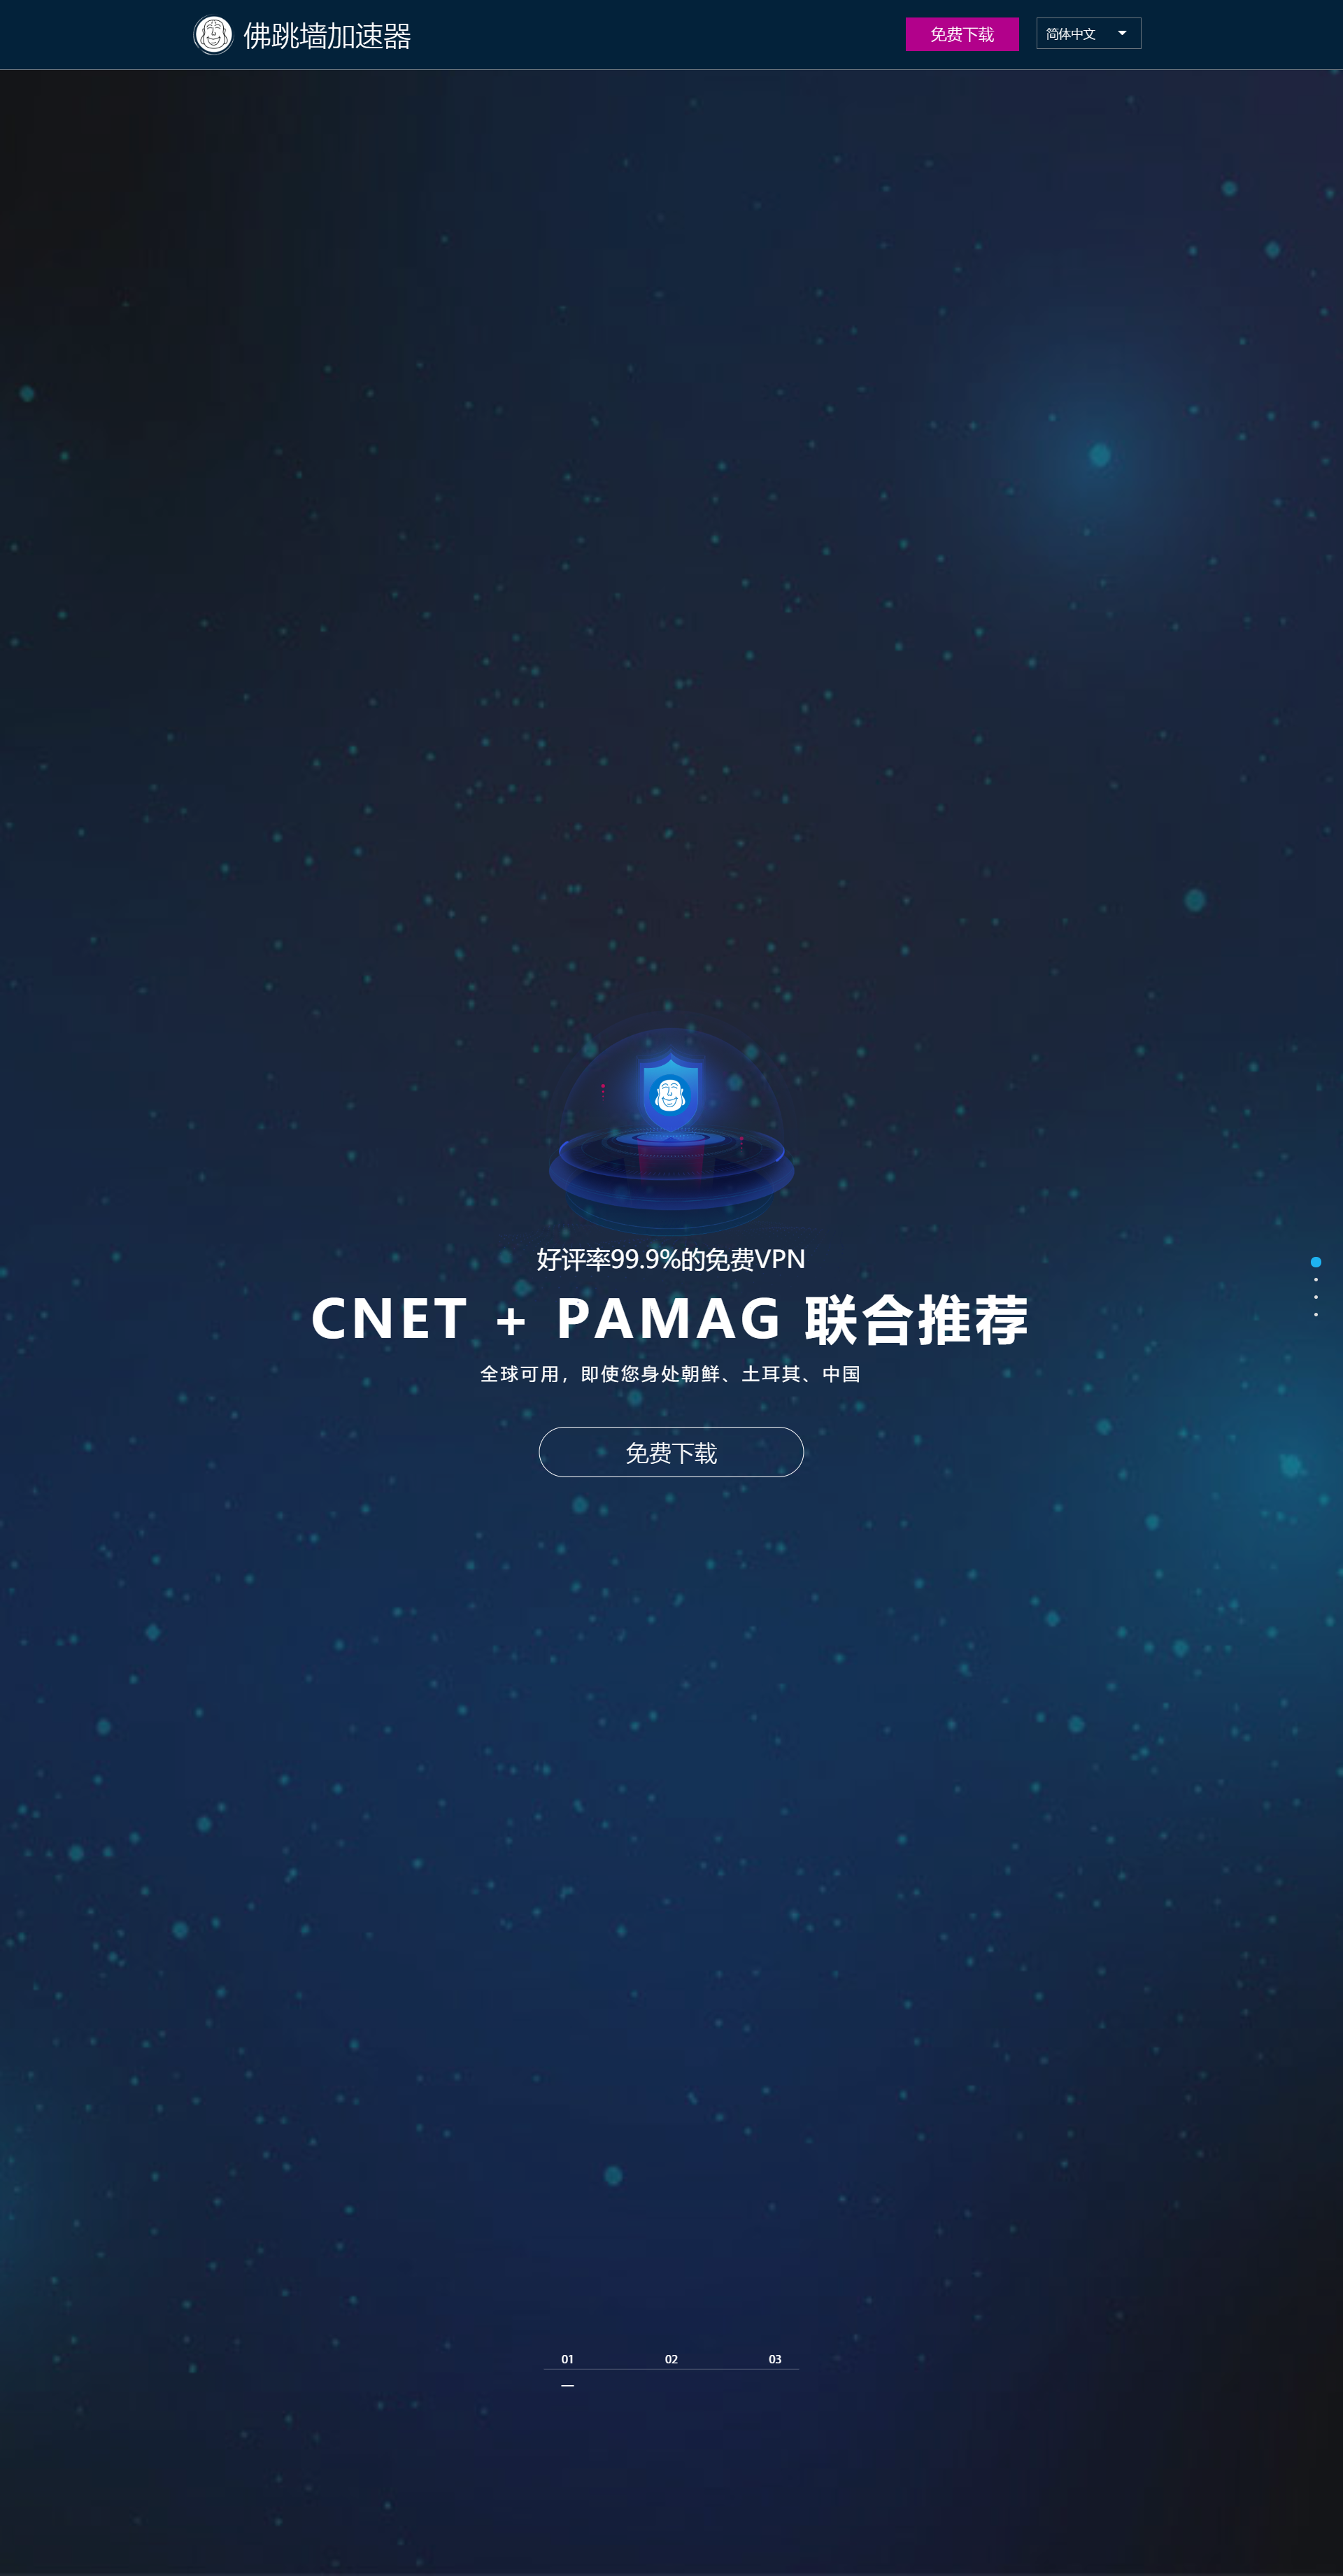 佛跳墙加速器
免费下载
简体中文
好评率99.9%的免费VPN
CNET + PAMAG 联合推荐
全球可用，即使您身处朝鲜、土耳其、中国
免费下载
01 02 03